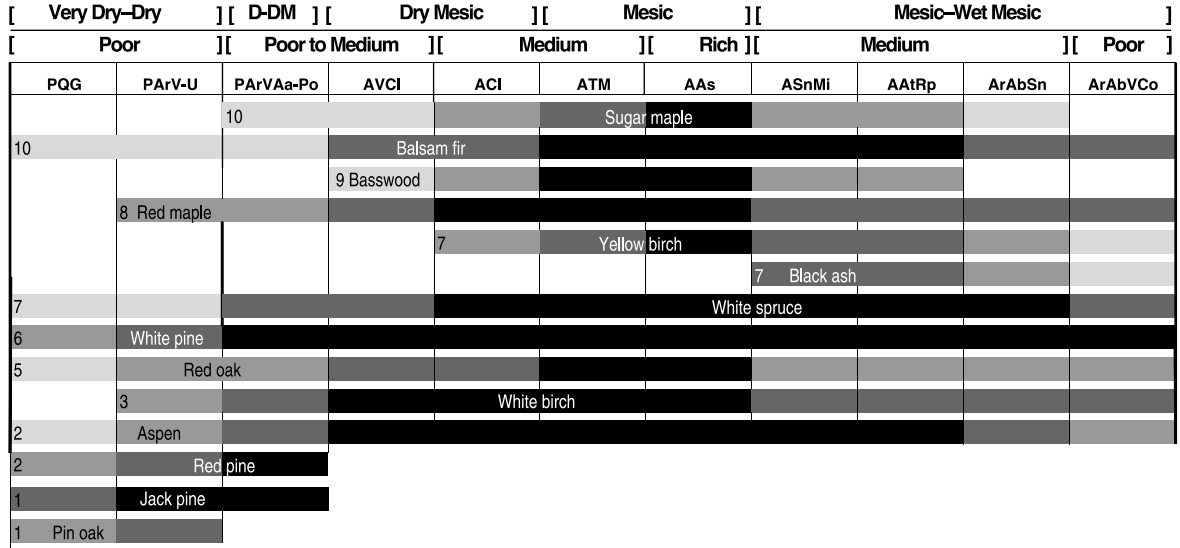 [ Very Dry–Dry ][ D-DM ][ Dry Mesic ][ Mesic ][ Mesic–Wet Mesic ]
[ Poor ][ Poor to Medium ][ Medium ][ Rich ][ Medium ][ Poor ]
PQG PArV-U PArVAa-Po AVCl ACl ATM AAs ASnMi AAtRp ArAbSn ArAbVCo
10 Sugar maple
10 Balsam fir
9 Basswood
8 Red maple
7 Yellow birch
7 Black ash
7 White spruce
6 White pine
5 Red oak
3 White birch
2 Aspen
2 Red pine
1 Jack pine
1 Pin oak